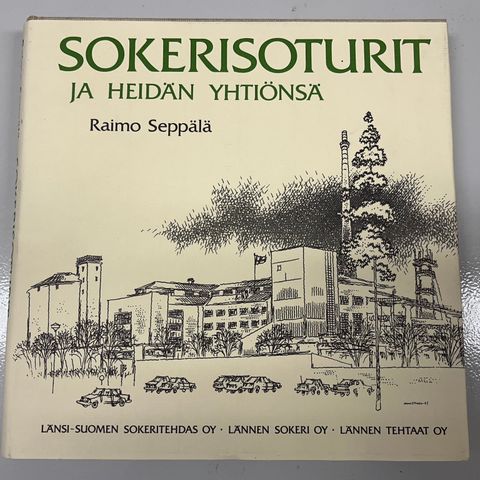 SOKERISOTURIT
JA HEIDÄN YHTIÖNSÄ
Raimo Seppälä
LÄNSI-SUOMEN SOKERITEHDAS OY · LÄNNEN SOKERI OY · LÄNNEN TEHTAAT OY